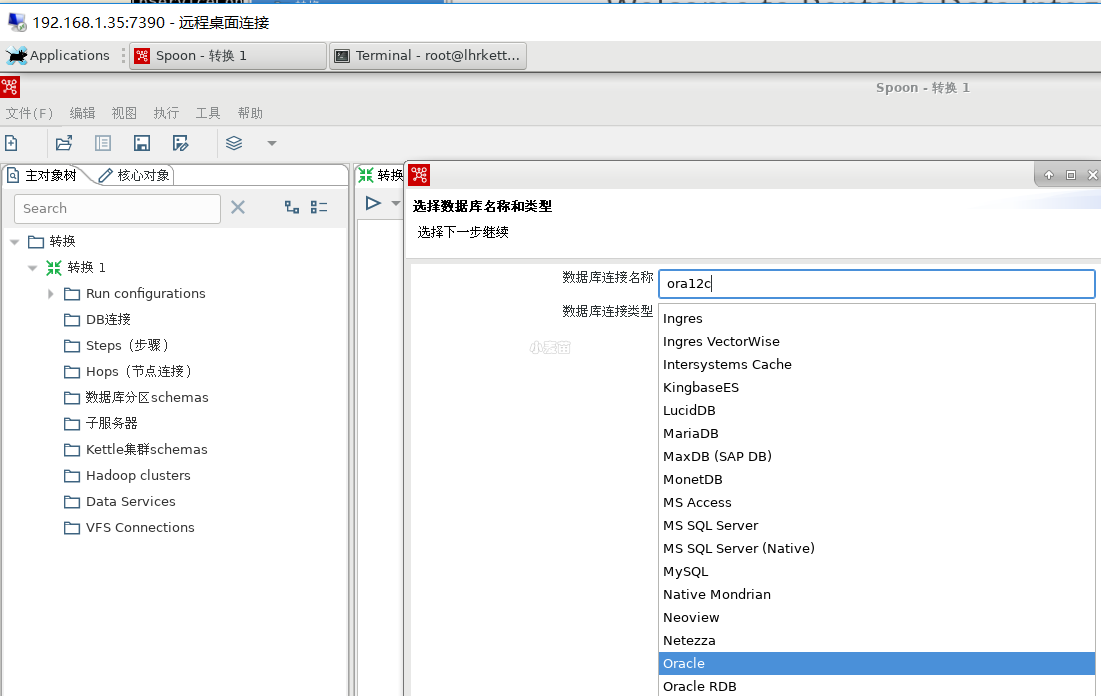 192.168.1.35:7390 - 远程桌面连接
Applications
Spoon - 转换 1
Terminal - root@lhrkett...
Spoon - 转换 1
文件(F) 编辑 视图 执行 工具 帮助
主对象树 核心对象
转换
Search
选择数据库名称和类型
选择下一步继续
转换
转换 1
Run configurations
DB连接
Steps（步骤）
Hops（节点连接）
数据库分区schemas
子服务器
Kettle集群schemas
Hadoop clusters
Data Services
VFS Connections
数据库连接名称 ora12c
数据库连接类型
Ingres
Ingres VectorWise
Intersystems Cache
KingbaseES
LucidDB
MariaDB
MaxDB (SAP DB)
MonetDB
MS Access
MS SQL Server
MS SQL Server (Native)
MySQL
Native Mondrian
Neoview
Netezza
Oracle
Oracle RDB
小麦苗